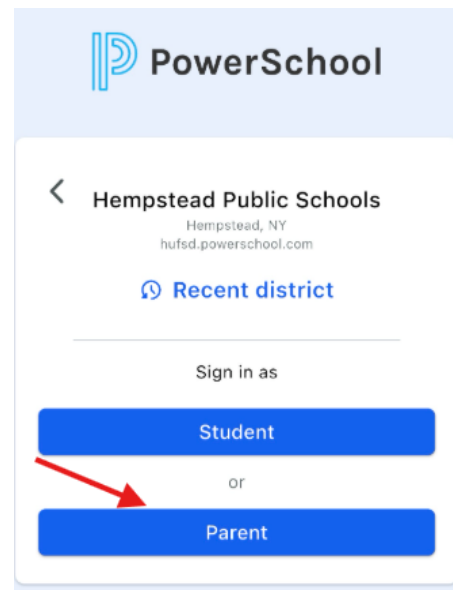 PowerSchool
Hempstead Public Schools
Hempstead, NY
hufsd.powerschool.com
Recent district
Sign in as
Student
or
Parent